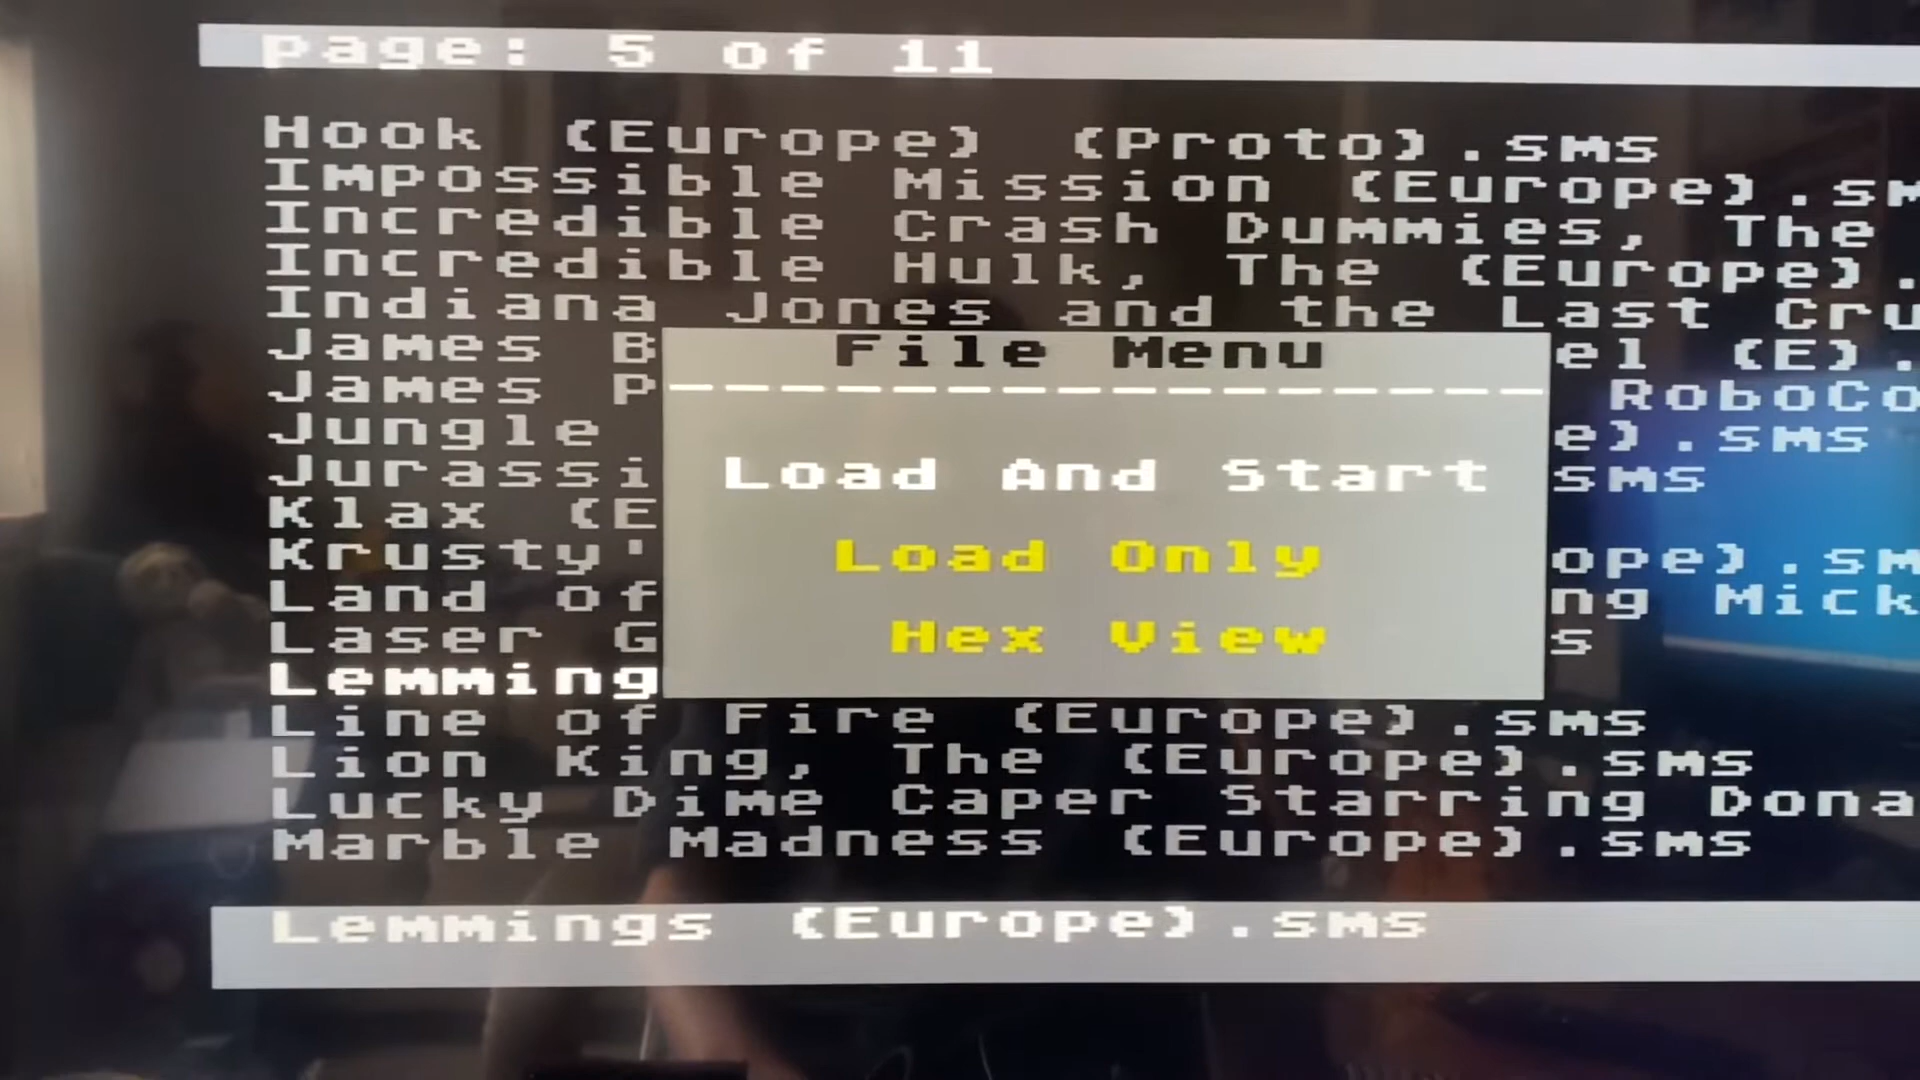 page: 5 of 11
Hook (Europe) (Proto).sms
Impossible Mission (Europe).sm
Incredible Crash Dummies, The
Incredible Hulk, The (Europe).
Indiana Jones and the Last Cru
James B el (E).
James P RoboCo
Jungle e).sms
Jurassi sms
Klax (E
Krusty' ope).sm
Land of ng Mick
Laser G s
Lemming
File Menu
Load And Start
Load Only
Hex View
Line of Fire (Europe).sms
Lion King, The (Europe).sms
Lucky Dime Caper Starring Dona
Marble Madness (Europe).sms
Lemmings (Europe).sms